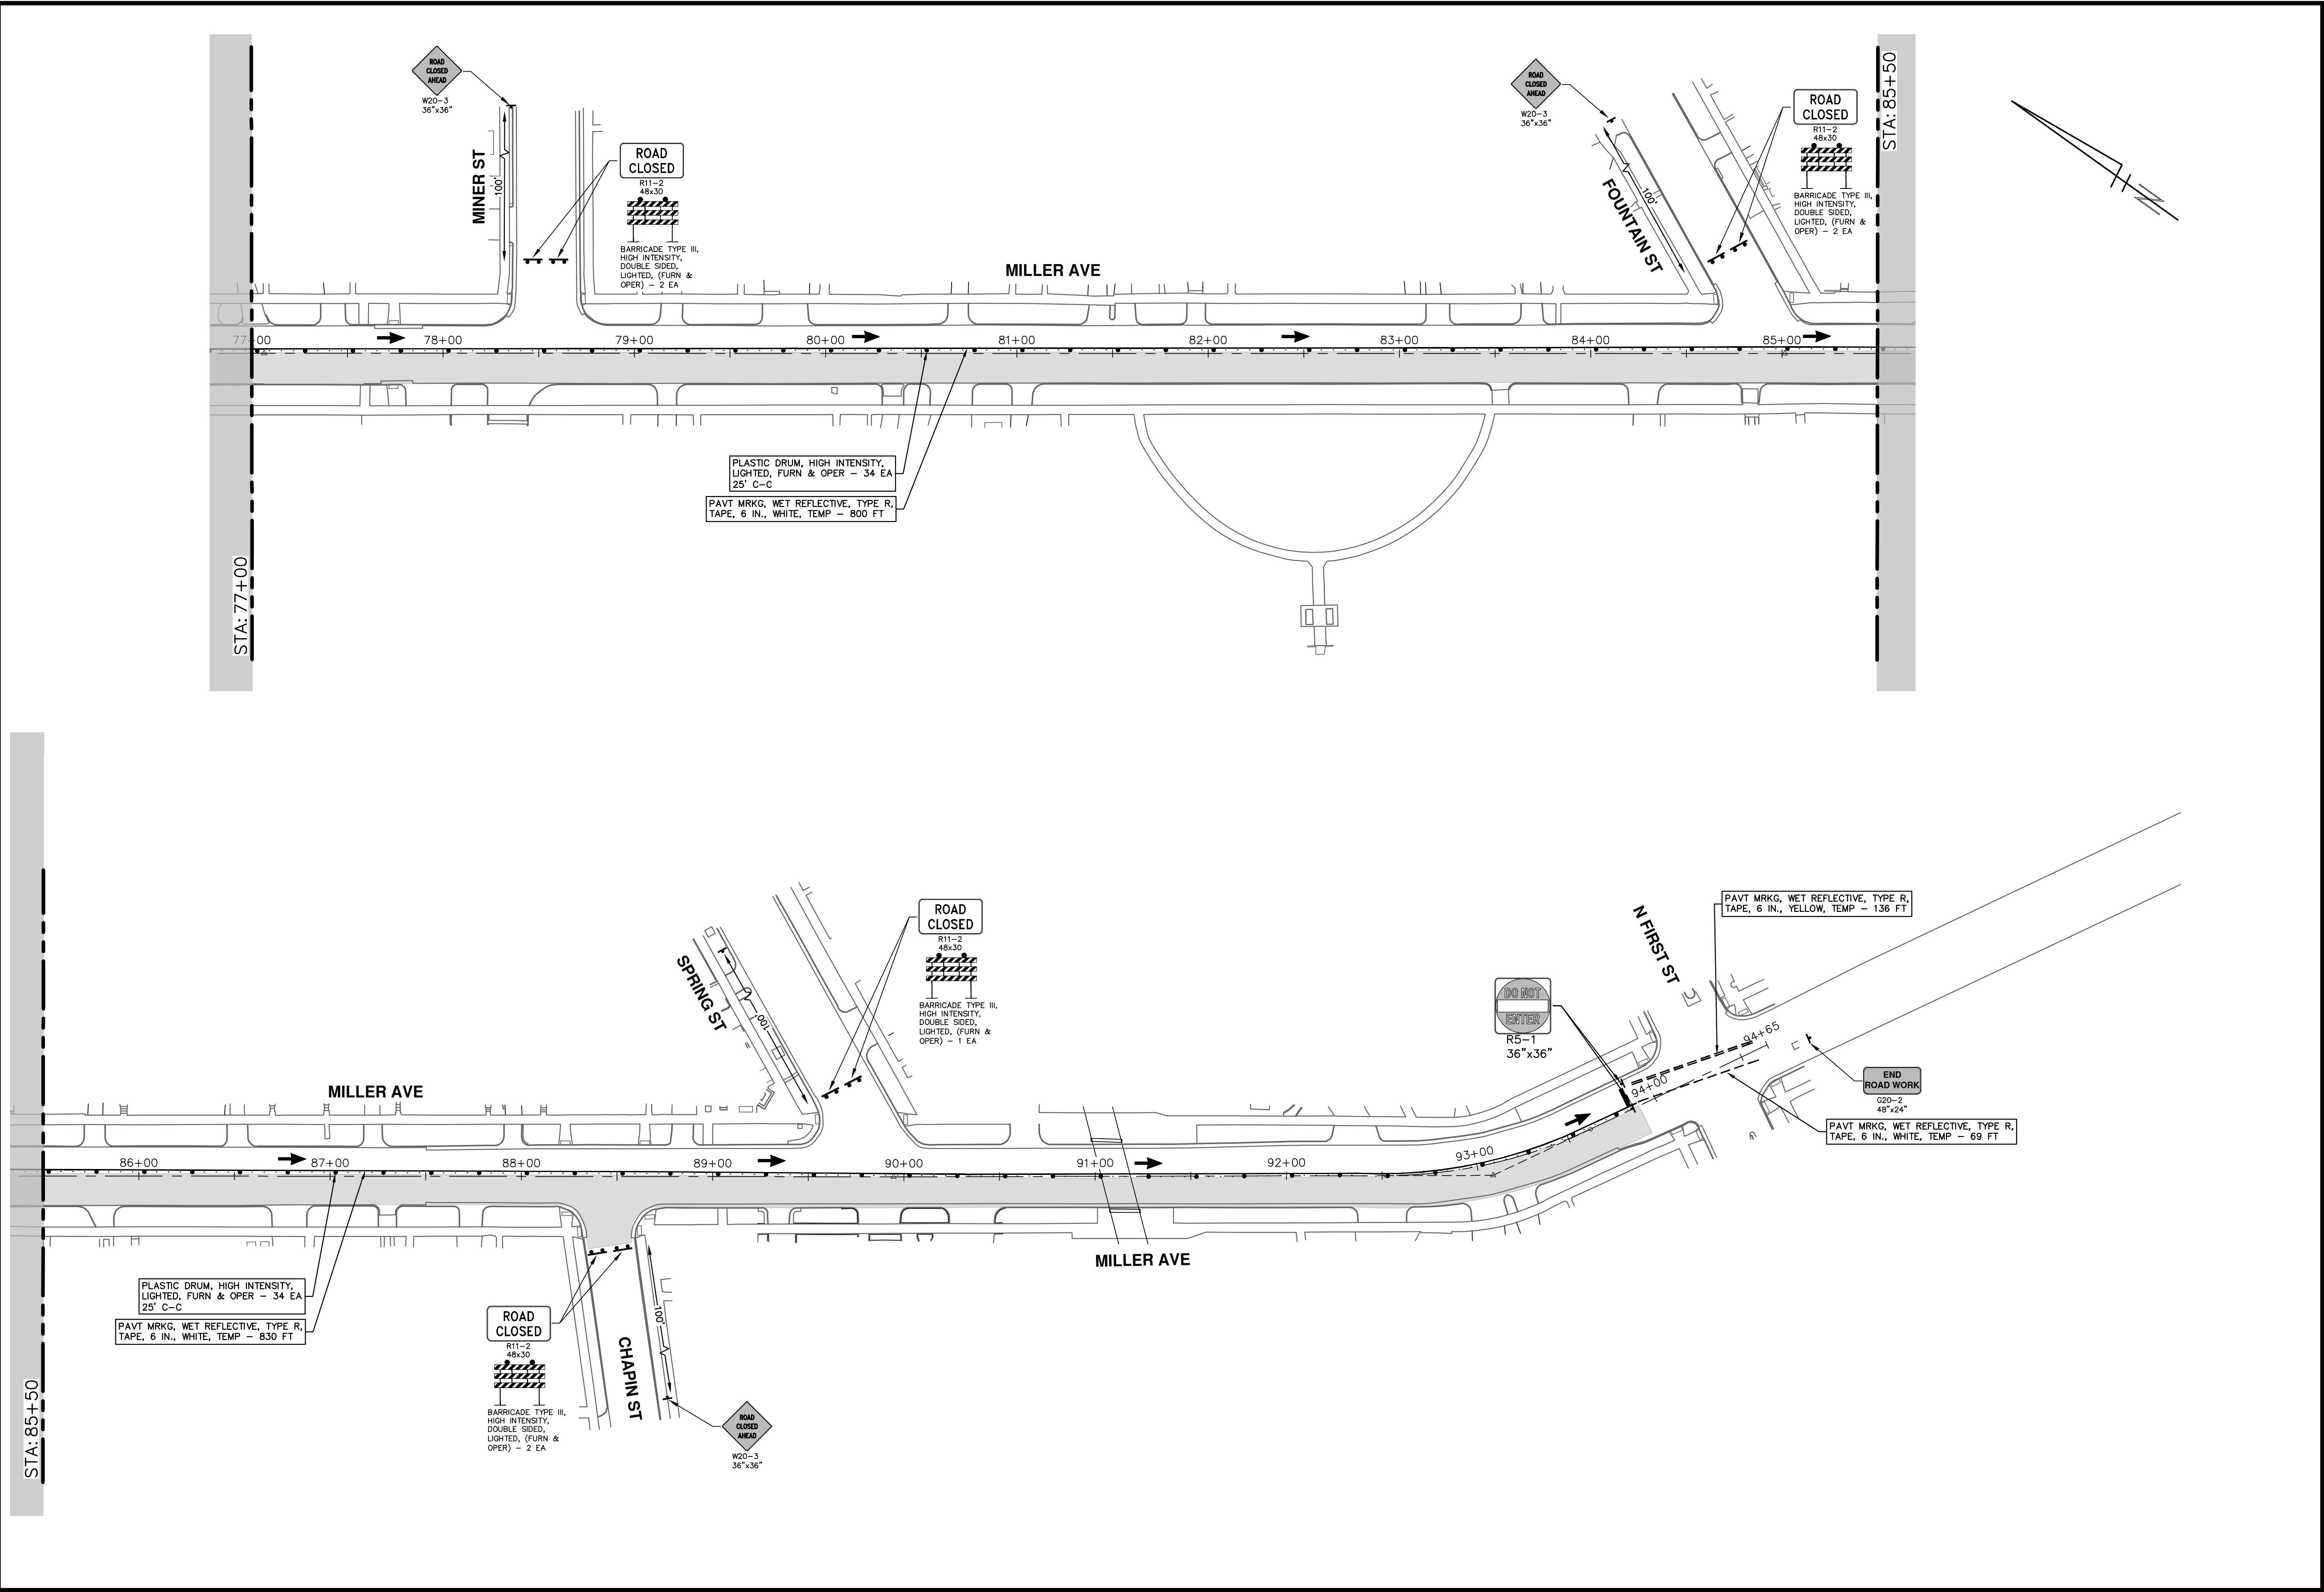 ROAD
CLOSED
AHEAD
W20-3
36"x36"
MINER ST
100'
ROAD
CLOSED
R11-2
48x30
BARRICADE TYPE III,
HIGH INTENSITY,
DOUBLE SIDED,
LIGHTED, (FURN &
OPER) - 2 EA
MILLER AVE
ROAD
CLOSED
AHEAD
W20-3
36"x36"
FOUNTAIN ST
100'
ROAD
CLOSED
R11-2
48x30
BARRICADE TYPE III,
HIGH INTENSITY,
DOUBLE SIDED,
LIGHTED, (FURN &
OPER) - 2 EA
STA: 85+50
N
77+00
78+00
79+00
80+00
81+00
82+00
83+00
84+00
85+00
PLASTIC DRUM, HIGH INTENSITY,
LIGHTED, FURN & OPER - 34 EA
25' C-C
PAVT MRKG, WET REFLECTIVE, TYPE R,
TAPE, 6 IN., WHITE, TEMP - 800 FT
STA: 77+00
SPRING ST
100'
ROAD
CLOSED
R11-2
48x30
BARRICADE TYPE III,
HIGH INTENSITY,
DOUBLE SIDED,
LIGHTED, (FURN &
OPER) - 1 EA
N FIRST ST
PAVT MRKG, WET REFLECTIVE, TYPE R,
TAPE, 6 IN., YELLOW, TEMP - 136 FT
DO NOT
ENTER
R5-1
36"x36"
94+65
94+00
END
ROAD WORK
G20-2
48"x24"
PAVT MRKG, WET REFLECTIVE, TYPE R,
TAPE, 6 IN., WHITE, TEMP - 69 FT
MILLER AVE
86+00
87+00
88+00
89+00
90+00
91+00
92+00
93+00
MILLER AVE
PLASTIC DRUM, HIGH INTENSITY,
LIGHTED, FURN & OPER - 34 EA
25' C-C
PAVT MRKG, WET REFLECTIVE, TYPE R,
TAPE, 6 IN., WHITE, TEMP - 830 FT
ROAD
CLOSED
R11-2
48x30
BARRICADE TYPE III,
HIGH INTENSITY,
DOUBLE SIDED,
LIGHTED, (FURN &
OPER) - 2 EA
CHAPIN ST
100'
ROAD
CLOSED
AHEAD
W20-3
36"x36"
STA: 85+50